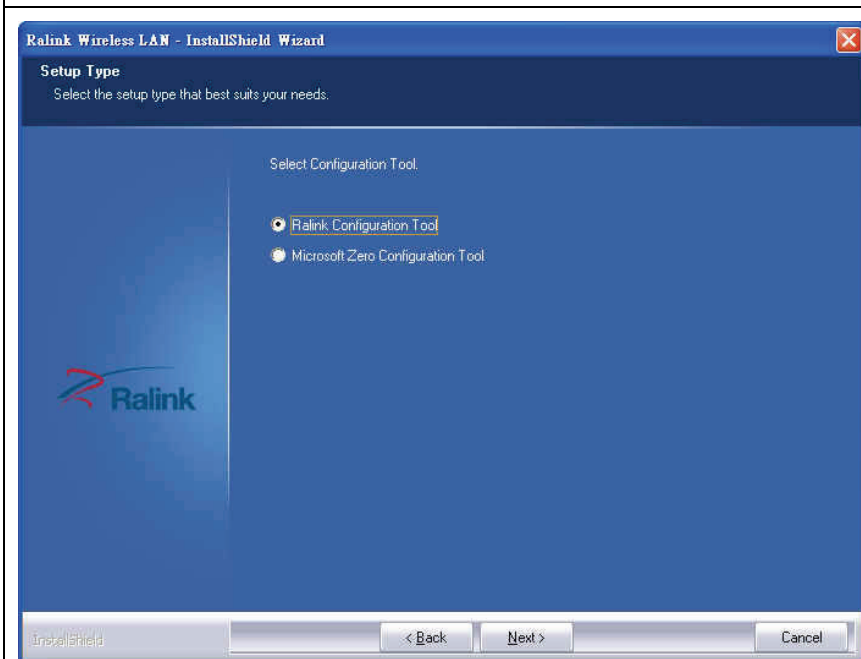 Ralink Wireless LAN - InstallShield Wizard
Setup Type
Select the setup type that best suits your needs.
Select Configuration Tool.
Ralink Configuration Tool
Microsoft Zero Configuration Tool
Ralink
InstallShield
< Back
Next >
Cancel